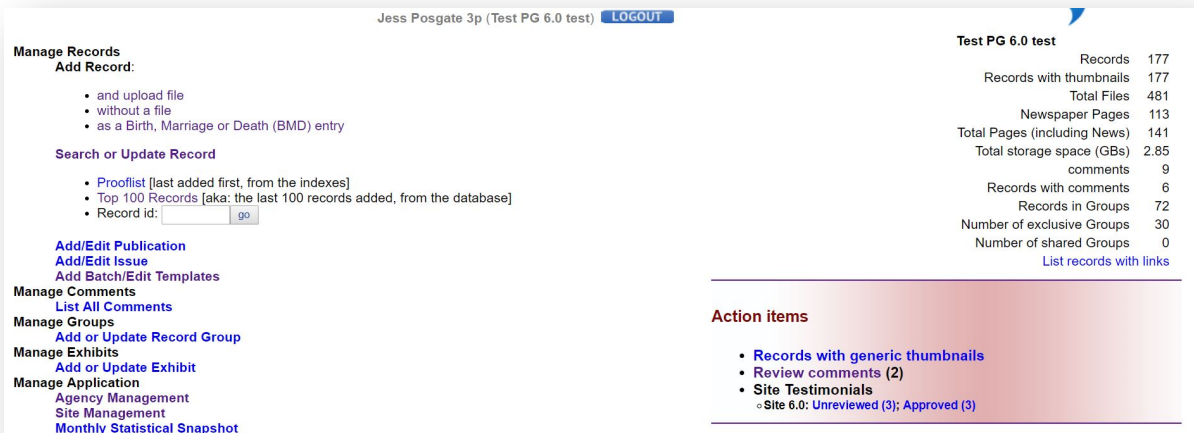 Jess Posgate 3p (Test PG 6.0 test) LOGOUT
Manage Records
Add Record:
• and upload file
• without a file
• as a Birth, Marriage or Death (BMD) entry
Search or Update Record
• Prooflist [last added first, from the indexes]
• Top 100 Records [aka: the last 100 records added, from the database]
• Record id: go
Add/Edit Publication
Add/Edit Issue
Add Batch/Edit Templates
Manage Comments
List All Comments
Manage Groups
Add or Update Record Group
Manage Exhibits
Add or Update Exhibit
Manage Application
Agency Management
Site Management
Monthly Statistical Snapshot
Test PG 6.0 test
Records 177
Records with thumbnails 177
Total Files 481
Newspaper Pages 113
Total Pages (including News) 141
Total storage space (GBs) 2.85
comments 9
Records with comments 6
Records in Groups 72
Number of exclusive Groups 30
Number of shared Groups 0
List records with links
Action items
• Records with generic thumbnails
• Review comments (2)
• Site Testimonials
○ Site 6.0: Unreviewed (3); Approved (3)